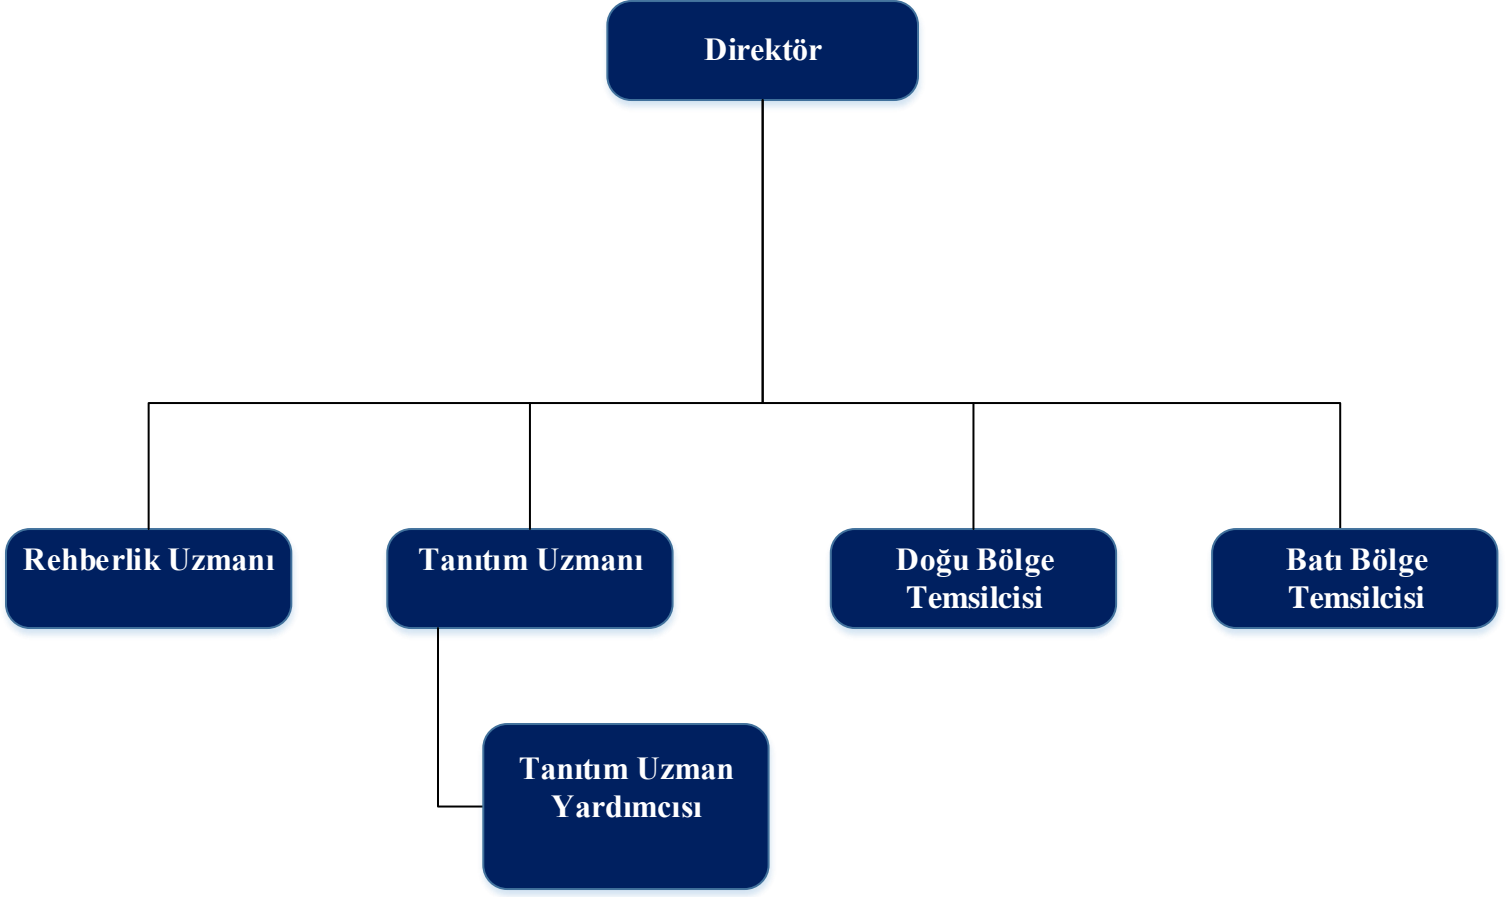 Direktör
Rehberlik Uzmanı
Tanıtım Uzmanı
Doğu Bölge
Temsilcisi
Batı Bölge
Temsilcisi
Tanıtım Uzman
Yardımcısı